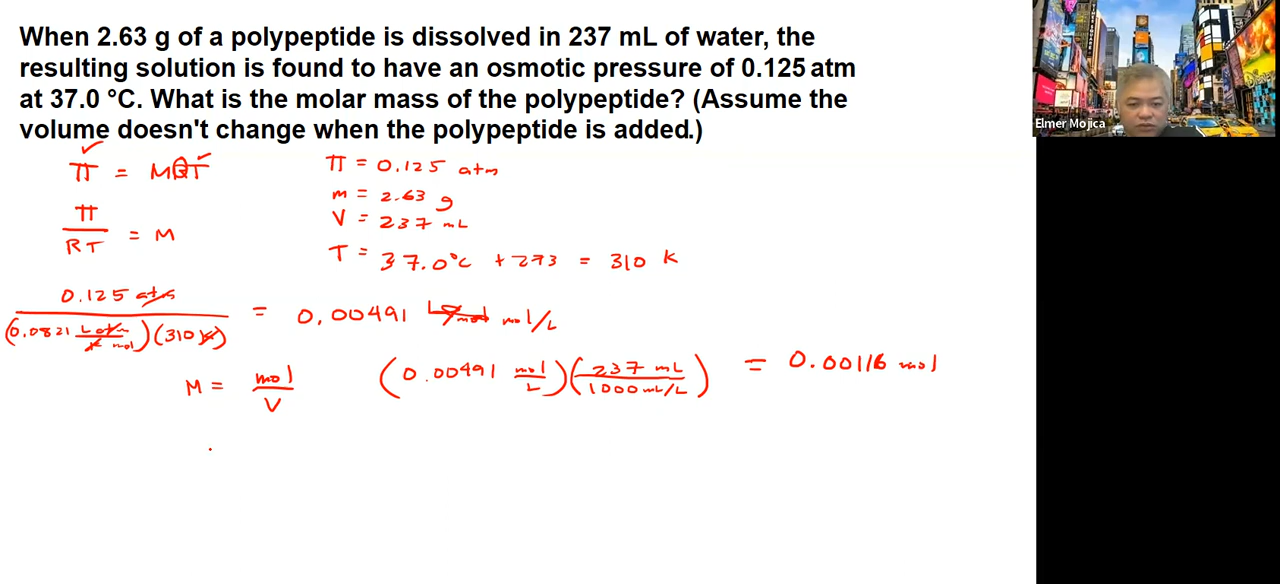 When 2.63 g of a polypeptide is dissolved in 237 mL of water, the
resulting solution is found to have an osmotic pressure of 0.125 atm
at 37.0 °C. What is the molar mass of the polypeptide? (Assume the
volume doesn't change when the polypeptide is added.)
Elmer Mojica
π = MRT
π / RT = M
π = 0.125 atm
m = 2.63 g
V = 237 mL
T = 37.0°C + 273 = 310 K
0.125 atm / (0.0821 L atm / K mol)(310 K) = 0.00491 mol/L
M = mol / V
(0.00491 mol / L)(237 mL / 1000 mL/L) = 0.00116 mol